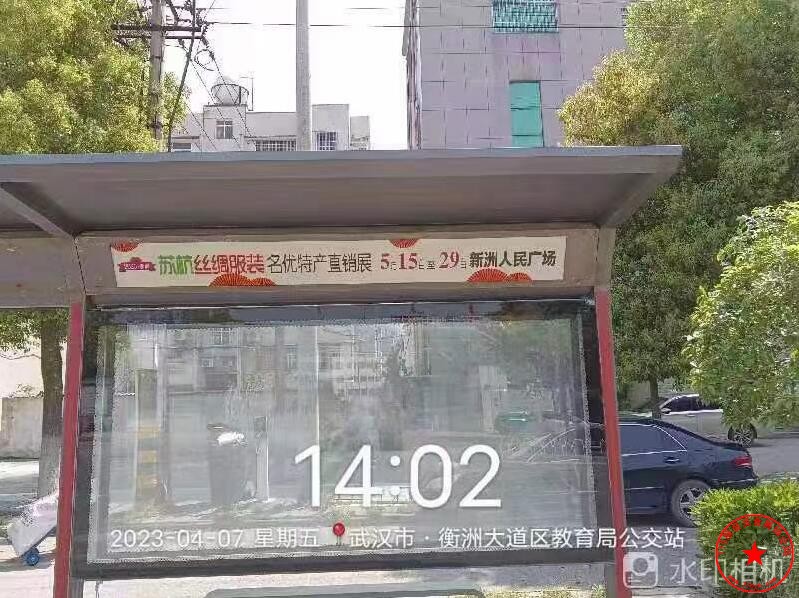 苏杭丝绸服装名优特产直销展 5月15日至29日新洲人民广场
14:02
2023-04-07 星期五 武汉市·衡洲大道区教育局公交站
水印相机